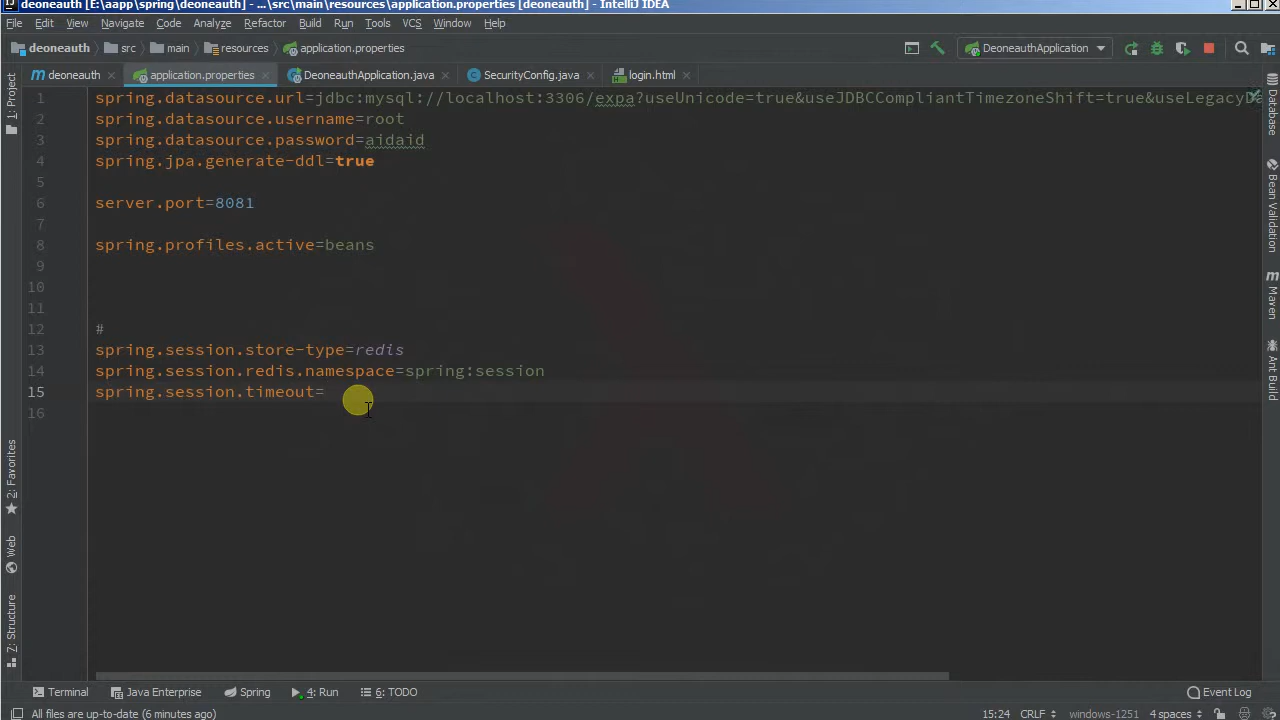 deoneauth [E:\aapp\spring\deoneauth] - ...\src\main\resources\application.properties [deoneauth] - IntelliJ IDEA
File Edit View Navigate Code Analyze Refactor Build Run Tools VCS Window Help
deoneauth src main resources application.properties DeoneauthApplication
deoneauth application.properties DeoneauthApplication.java SecurityConfig.java login.html
1 spring.datasource.url=jdbc:mysql://localhost:3306/expa?useUnicode=true&useJDBCCompliantTimezoneShift=true&useLegacyDa
2 spring.datasource.username=root
3 spring.datasource.password=aidaid
4 spring.jpa.generate-ddl=true
5
6 server.port=8081
7
8 spring.profiles.active=beans
9
10
11
12 #
13 spring.session.store-type=redis
14 spring.session.redis.namespace=spring:session
15 spring.session.timeout=
16
1: Project
2: Favorites
Web
7: Structure
Database
Bean Validation
Maven
Ant Build
Terminal Java Enterprise Spring 4: Run 6: TODO Event Log
All files are up-to-date (6 minutes ago) 15:24 CRLF windows-1251 4 spaces